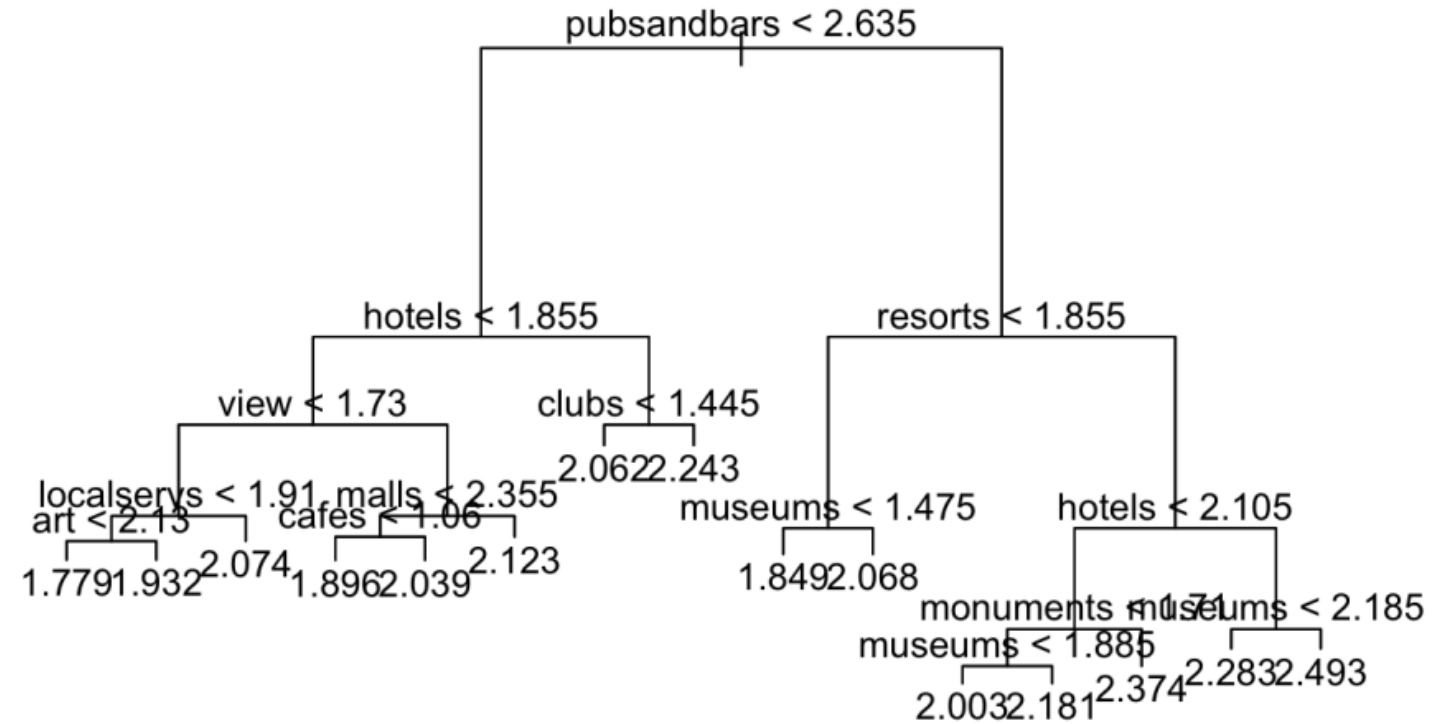 pubsandbars < 2.635
hotels < 1.855
resorts < 1.855
view < 1.73
clubs < 1.445
2.062
2.243
localservs < 1.91
malls < 2.355
museums < 1.475
hotels < 2.105
art < 2.13
cafes < 1.06
2.074
2.123
1.779
1.932
1.896
2.039
1.849
2.068
monuments < 1.71
museums < 2.185
museums < 1.885
2.283
2.493
2.374
2.003
2.181